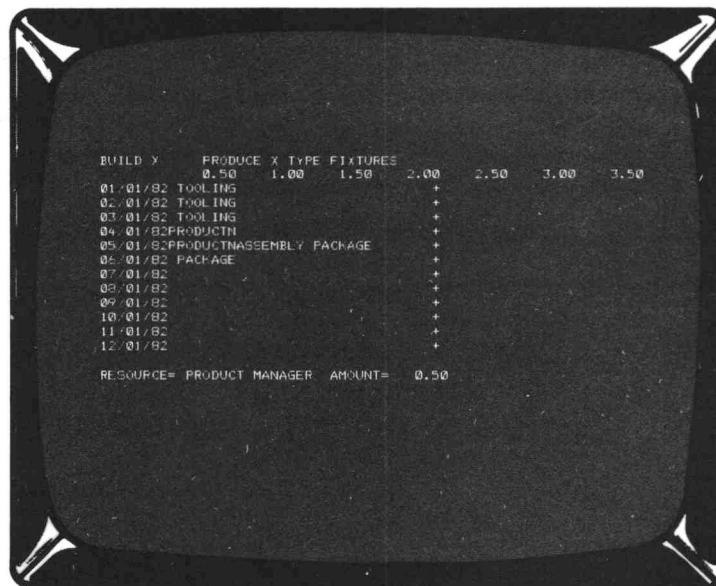 BUILD X PRODUCE X TYPE FIXTURES
0.50 1.00 1.50 2.00 2.50 3.00 3.50
01/01/82 TOOLING +
02/01/82 TOOLING +
03/01/82 TOOLING +
04/01/82PRODUCTN +
05/01/82PRODUCTNASSEMBLY PACKAGE +
06/01/82 PACKAGE +
07/01/82 +
08/01/82 +
09/01/82 +
10/01/82 +
11/01/82 +
12/01/82 +
RESOURCE= PRODUCT MANAGER AMOUNT= 0.50